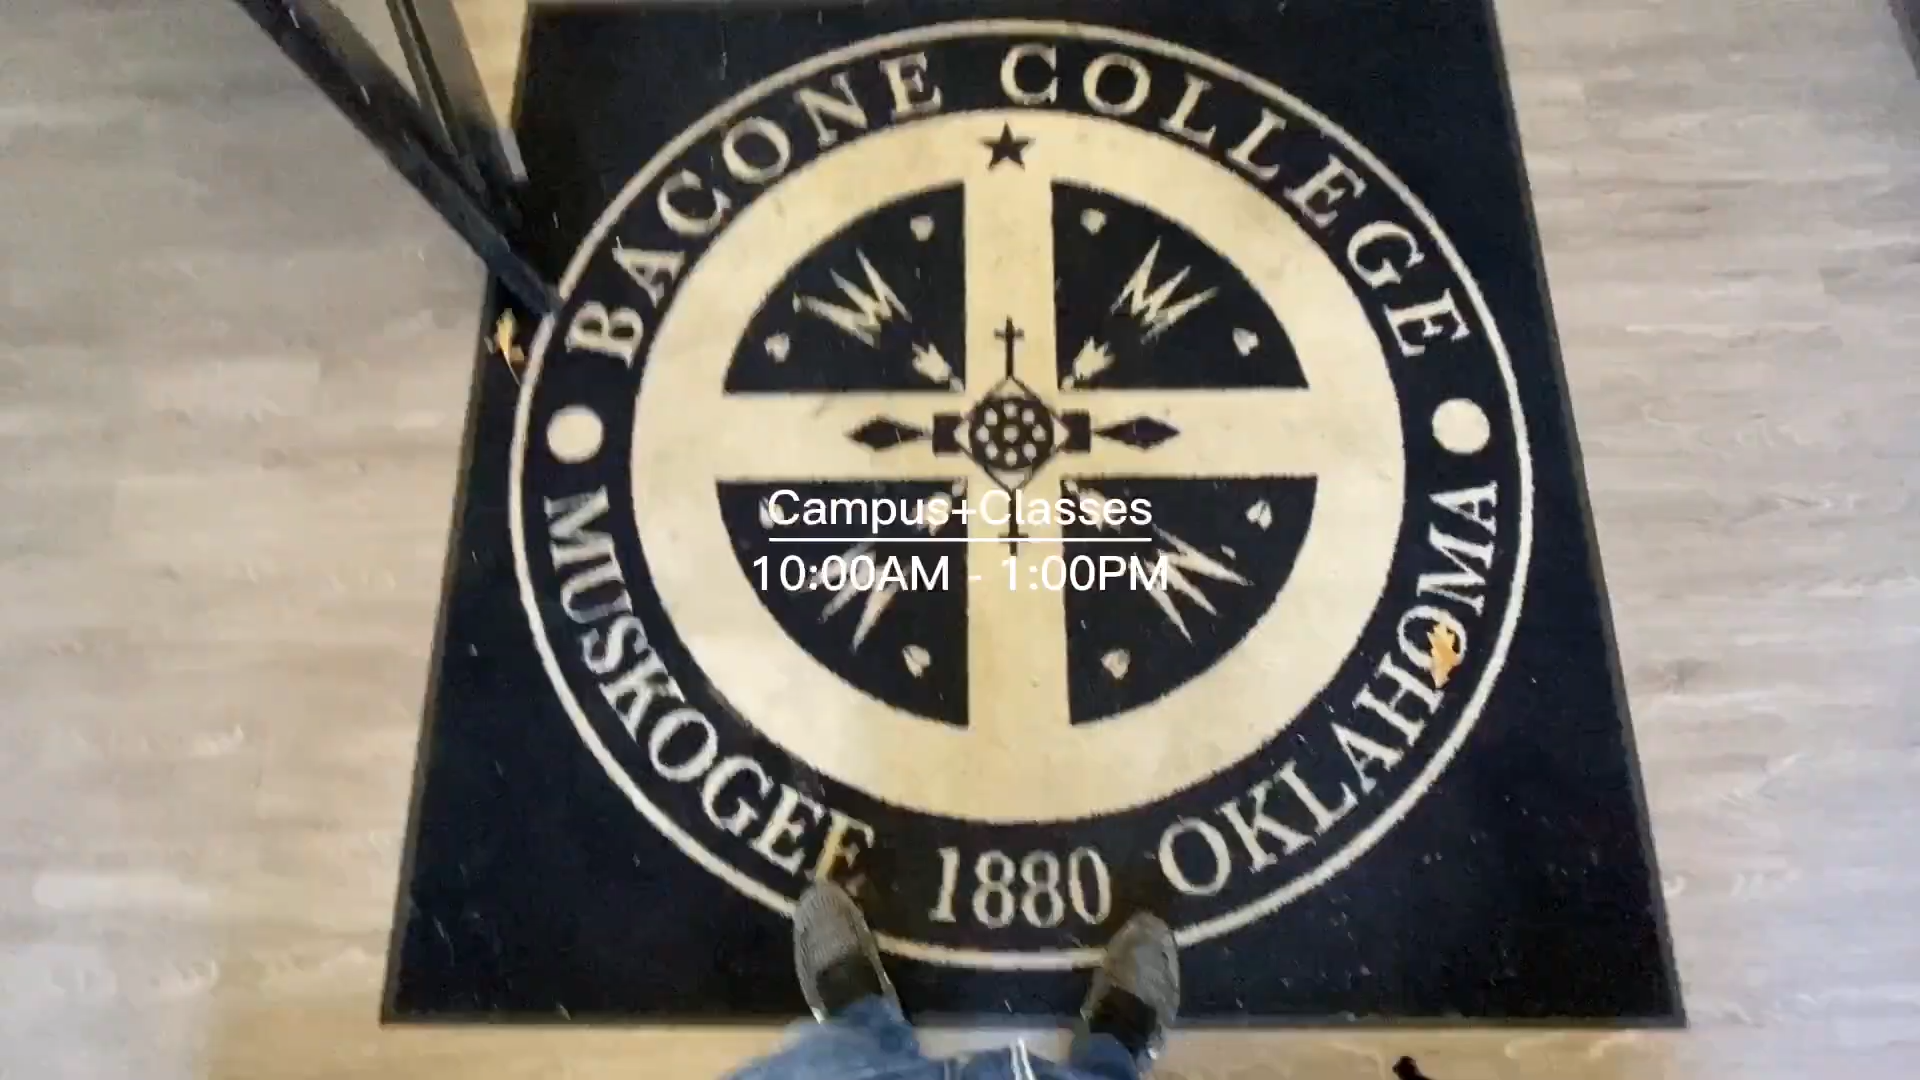 BACONE COLLEGE
Campus+Classes
10:00AM - 1:00PM
MUSKOGEE 1880 OKLAHOMA